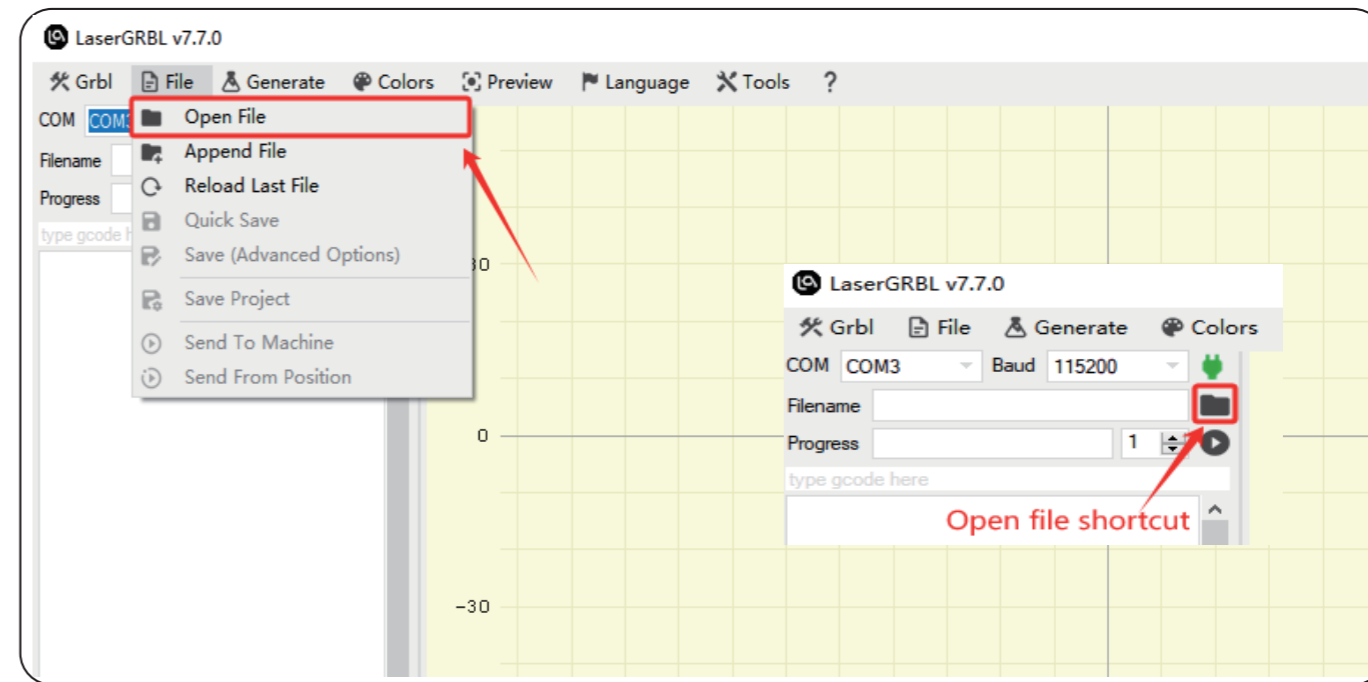 LaserGRBL v7.7.0
Grbl File Generate Colors Preview Language Tools ?
COM COM3
Open File
Filename
Append File
Progress
Reload Last File
type gcode h
Quick Save
Save (Advanced Options)
Save Project
Send To Machine
Send From Position
30
0
-30
LaserGRBL v7.7.0
Grbl File Generate Colors
COM COM3 Baud 115200
Filename
Progress 1
type gcode here
Open file shortcut